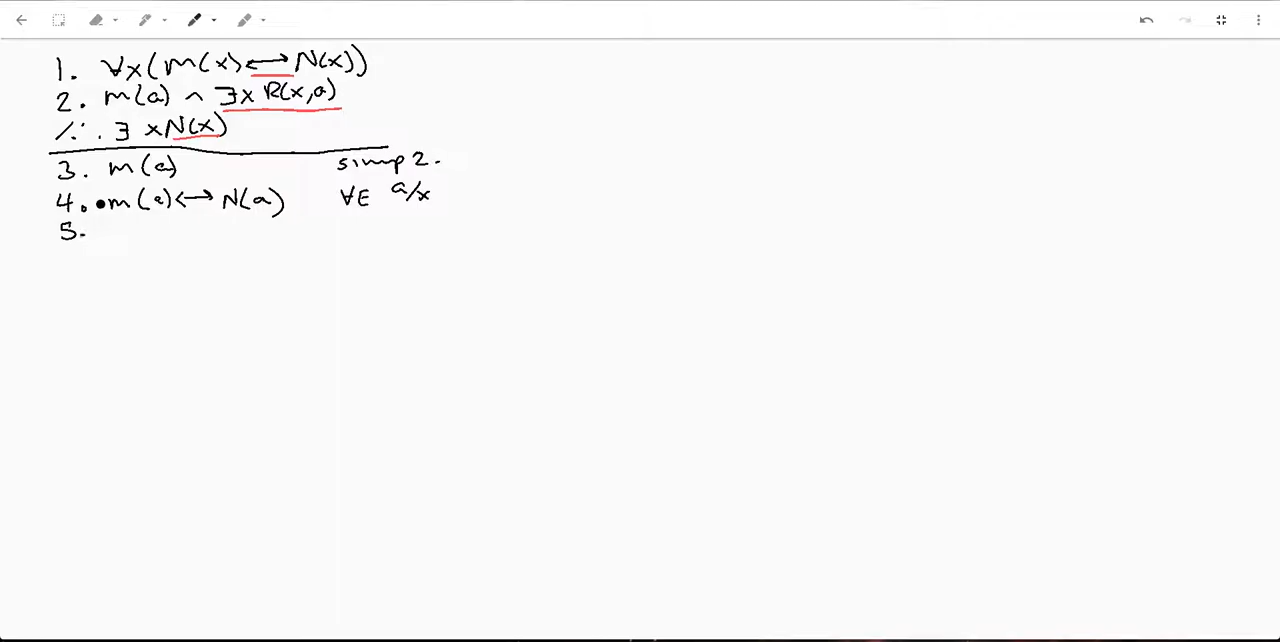 1. ∀x(M(x)⟷N(x))
2. M(a) ∧ ∃x R(x,a)
/∴. ∃xN(x)
3. M(a) simp 2.
4. M(a)⟷N(a) ∀E a/x
5.